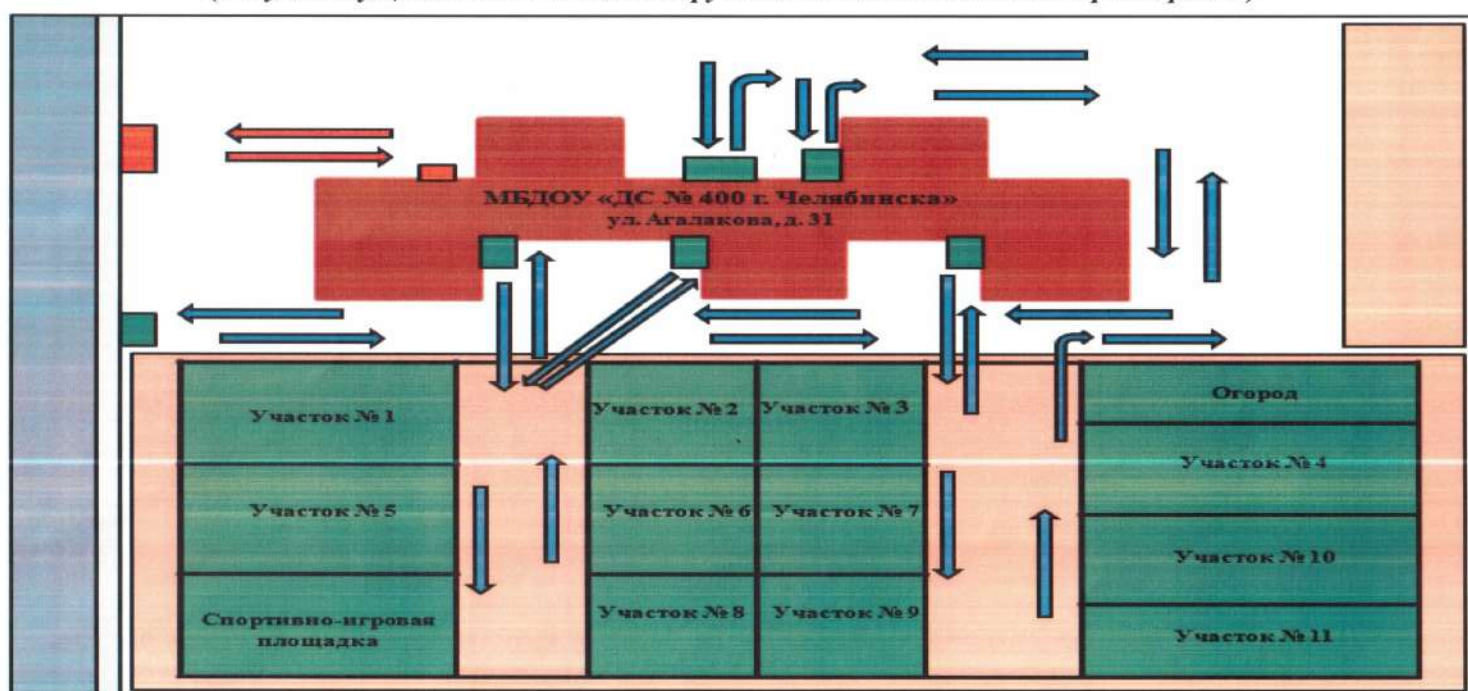 МБДОУ «ДС № 400 г. Челябинска»
ул. Агалакова, д. 31
Участок № 1
Участок № 2
Участок № 3
Огород
Участок № 4
Участок № 5
Участок № 6
Участок № 7
Участок № 10
Спортивно-игровая
площадка
Участок № 8
Участок № 9
Участок № 11